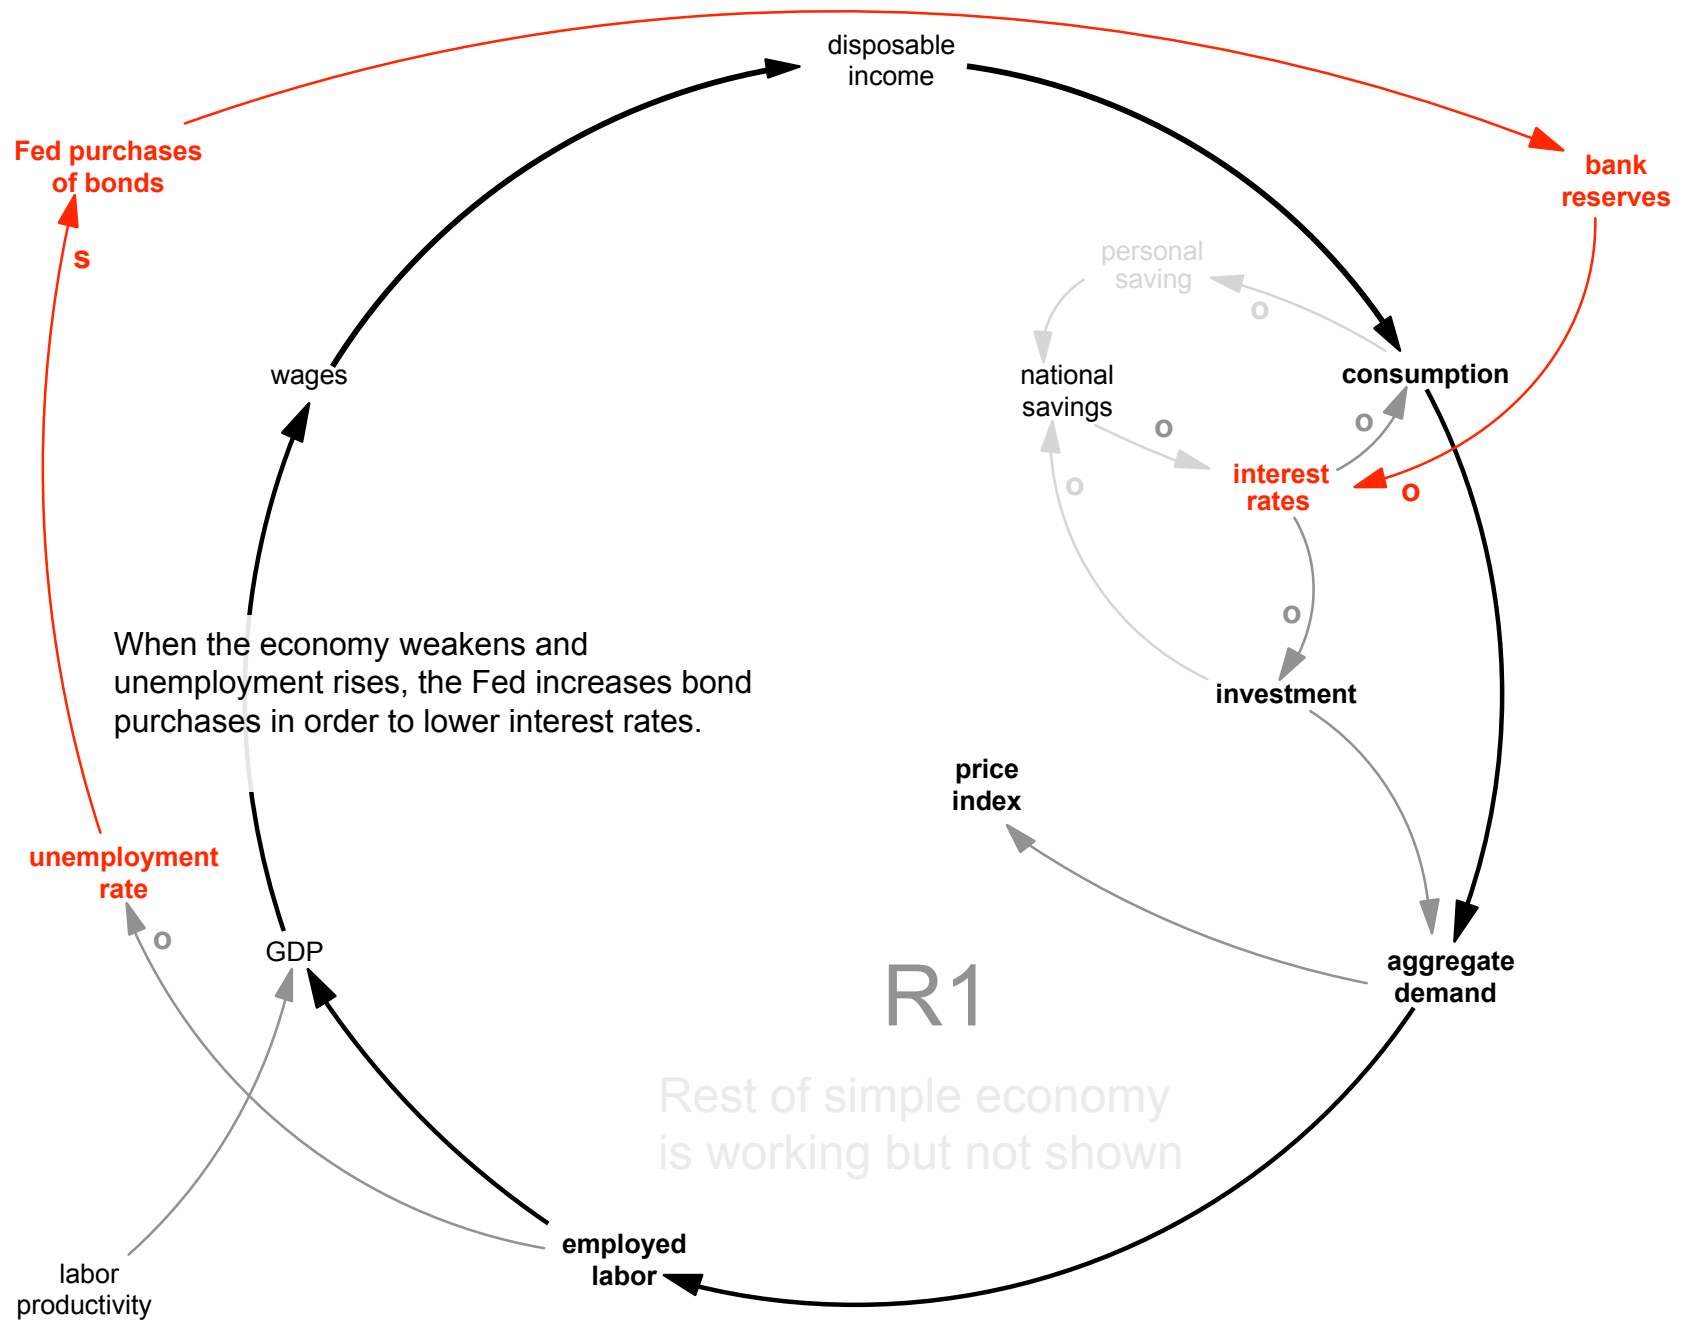 disposable
income
Fed purchases
of bonds
bank
reserves
s
personal
saving
o
wages
national
savings
consumption
o
o
interest
rates
o
o
o
When the economy weakens and
unemployment rises, the Fed increases bond
purchases in order to lower interest rates.
investment
price
index
unemployment
rate
o
GDP
aggregate
demand
R1
Rest of simple economy
is working but not shown
employed
labor
labor
productivity